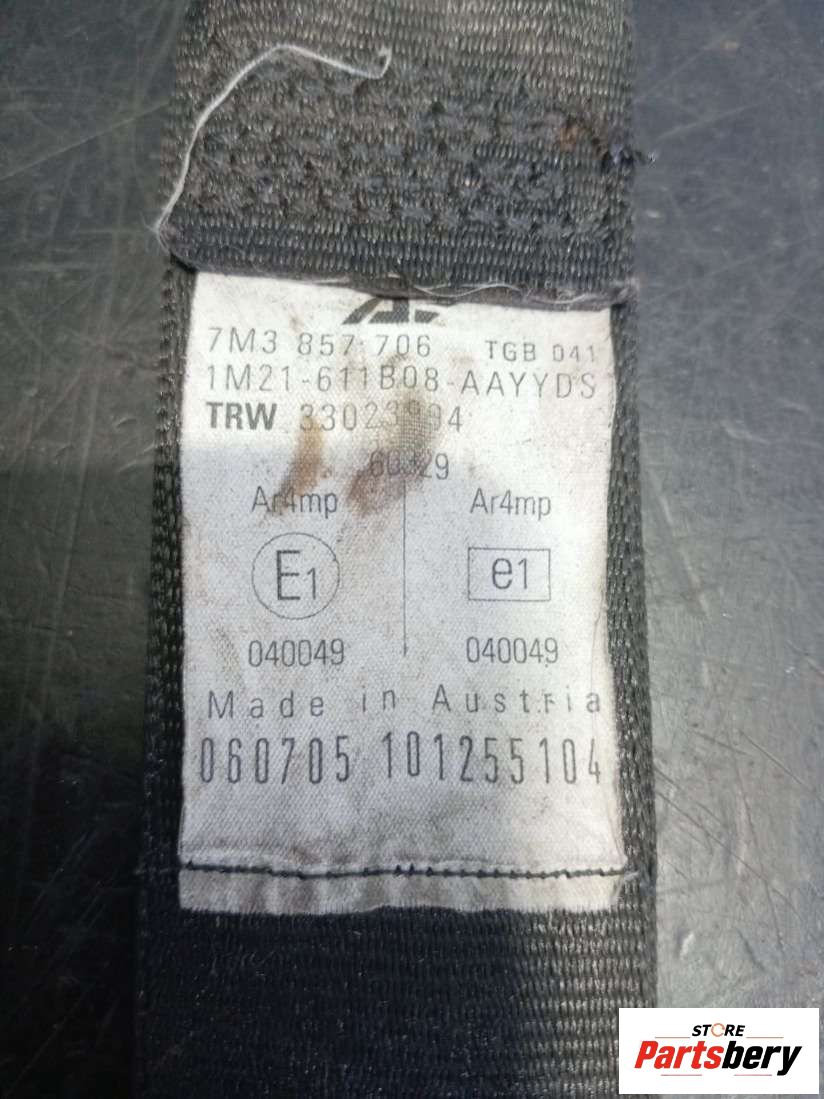 7M3 857 706 TGB 041
1M21-611B08-AAYYDS
TRW 33023994
Ar4mp Ar4mp
E1 e1
040049 040049
Made in Austria
060705 101255104
STORE
Partsbery